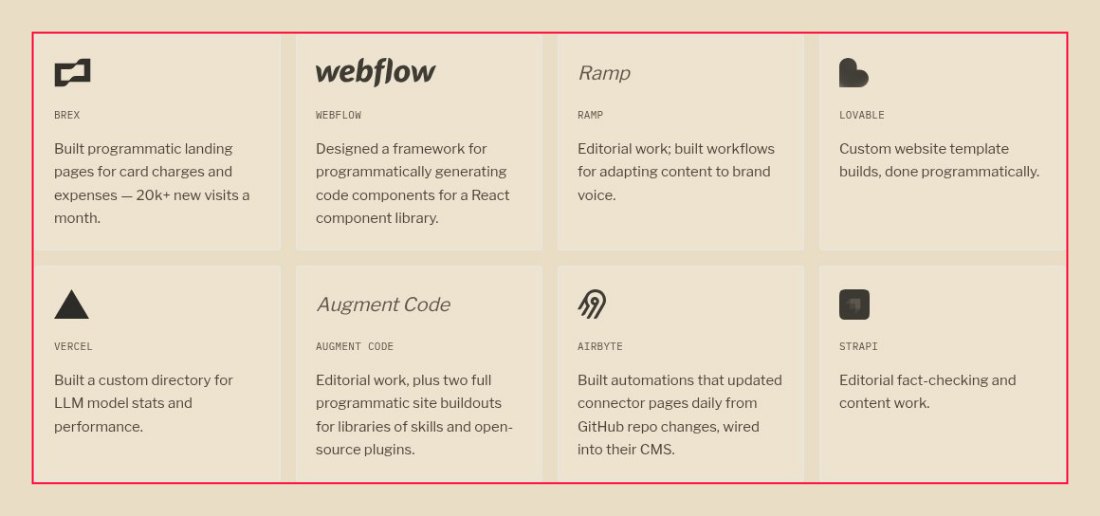 webflow
Ramp
BREX
WEBFLOW
RAMP
LOVABLE
Built programmatic landing
pages for card charges and
expenses — 20k+ new visits a
month.
Designed a framework for
programmatically generating
code components for a React
component library.
Editorial work; built workflows
for adapting content to brand
voice.
Custom website template
builds, done programmatically.
Augment Code
VERCEL
AUGMENT CODE
AIRBYTE
STRAPI
Built a custom directory for
LLM model stats and
performance.
Editorial work, plus two full
programmatic site buildouts
for libraries of skills and open-
source plugins.
Built automations that updated
connector pages daily from
GitHub repo changes, wired
into their CMS.
Editorial fact-checking and
content work.